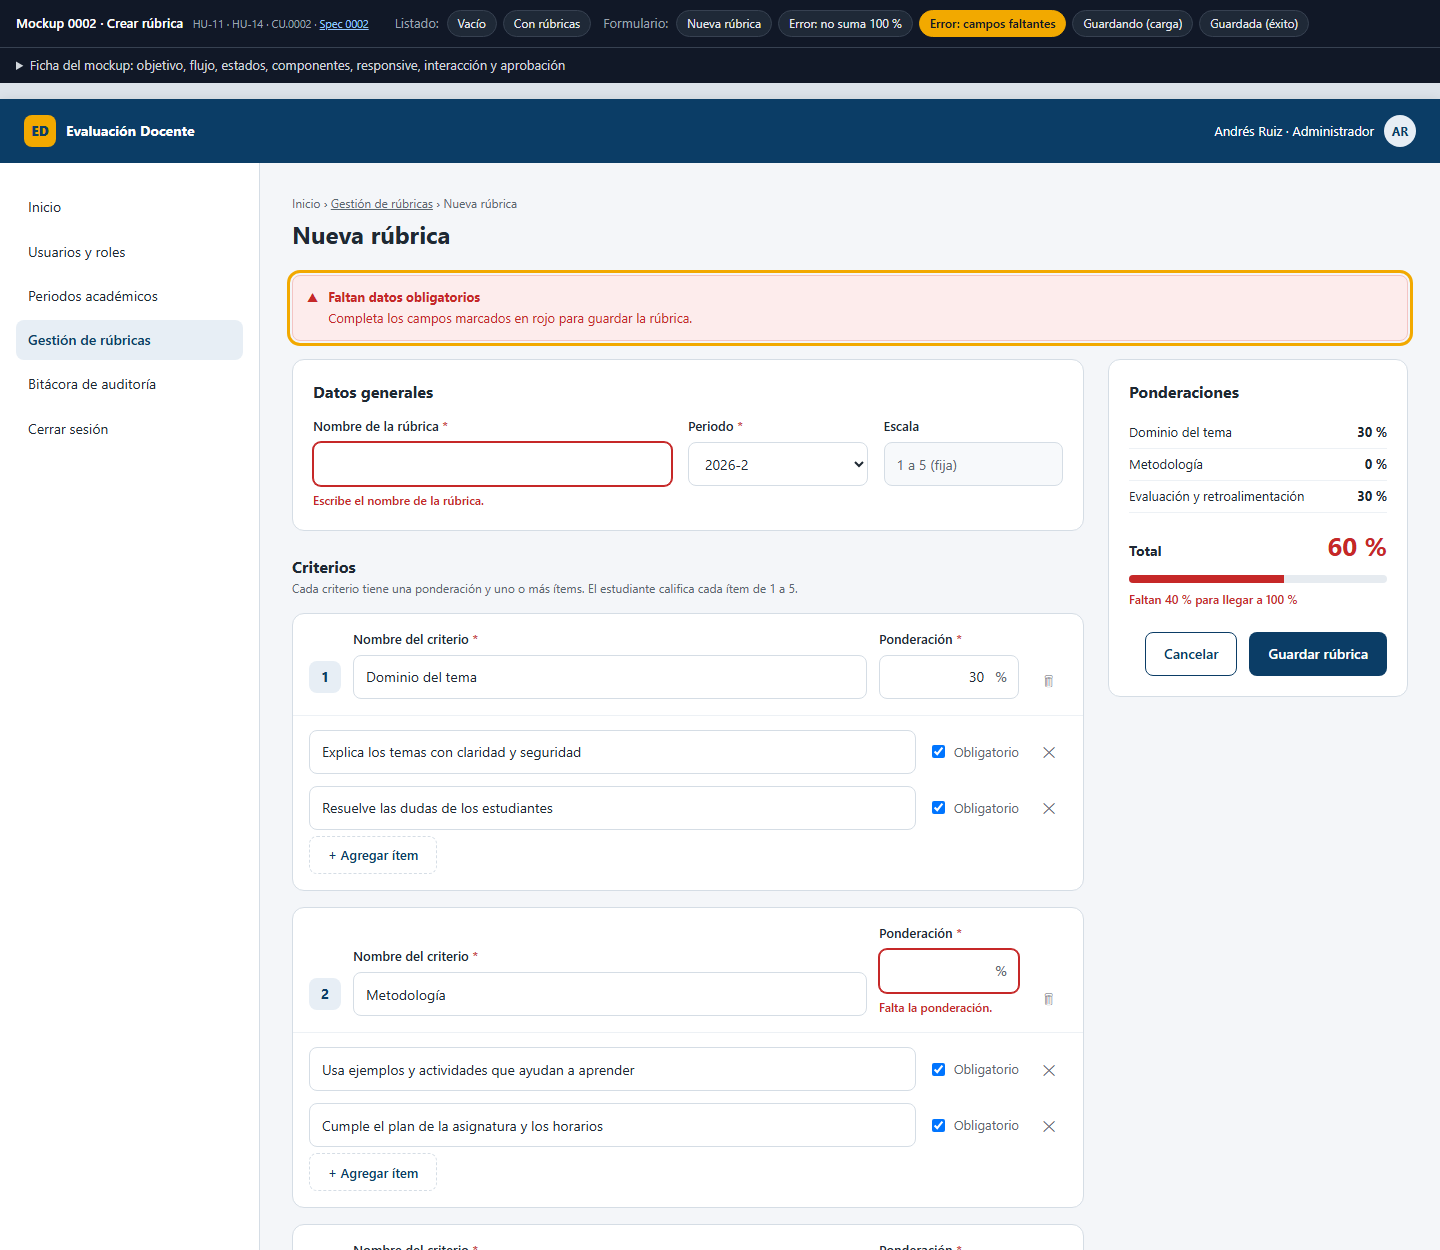 Mockup 0002 · Crear rúbrica HU-11 · HU-14 · CU.0002 · Spec 0002 Listado: Vacío Con rúbricas Formulario: Nueva rúbrica Error: no suma 100 % Error: campos faltantes Guardando (carga) Guardada (éxito)
▶ Ficha del mockup: objetivo, flujo, estados, componentes, responsive, interacción y aprobación
ED Evaluación Docente Andrés Ruiz · Administrador AR
Inicio
Usuarios y roles
Periodos académicos
Gestión de rúbricas
Bitácora de auditoría
Cerrar sesión
Inicio › Gestión de rúbricas › Nueva rúbrica
Nueva rúbrica
▲ Faltan datos obligatorios
Completa los campos marcados en rojo para guardar la rúbrica.
Datos generales
Nombre de la rúbrica * Periodo * Escala
2026-2 1 a 5 (fija)
Escribe el nombre de la rúbrica.
Criterios
Cada criterio tiene una ponderación y uno o más ítems. El estudiante califica cada ítem de 1 a 5.
Nombre del criterio * Ponderación *
1 Dominio del tema 30 %
Explica los temas con claridad y seguridad Obligatorio ×
Resuelve las dudas de los estudiantes Obligatorio ×
+ Agregar ítem
Nombre del criterio * Ponderación *
2 Metodología %
Falta la ponderación.
Usa ejemplos y actividades que ayudan a aprender Obligatorio ×
Cumple el plan de la asignatura y los horarios Obligatorio ×
+ Agregar ítem
Nombre del criterio * Ponderación *
Ponderaciones
Dominio del tema 30 %
Metodología 0 %
Evaluación y retroalimentación 30 %
Total 60 %
Faltan 40 % para llegar a 100 %
Cancelar Guardar rúbrica